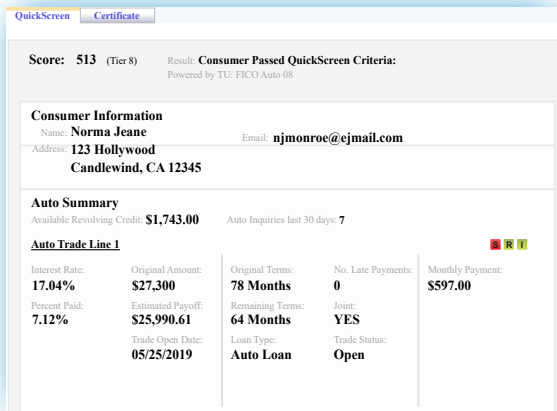 QuickScreen Certificate
Score: 513 (Tier 8) Result: Consumer Passed QuickScreen Criteria:
Powered by TU: FICO Auto 08
Consumer Information
Name: Norma Jeane Email: njmonroe@ejmail.com
Address: 123 Hollywood
Candlewind, CA 12345
Auto Summary
Available Revolving Credit: $1,743.00 Auto Inquiries last 30 days: 7
Auto Trade Line 1 S R I
Interest Rate: Original Amount: Original Terms: No. Late Payments: Monthly Payment:
17.04% $27,300 78 Months 0 $597.00
Percent Paid: Estimated Payoff: Remaining Terms: Joint:
7.12% $25,990.61 64 Months YES
Trade Open Date: Loan Type: Trade Status:
05/25/2019 Auto Loan Open